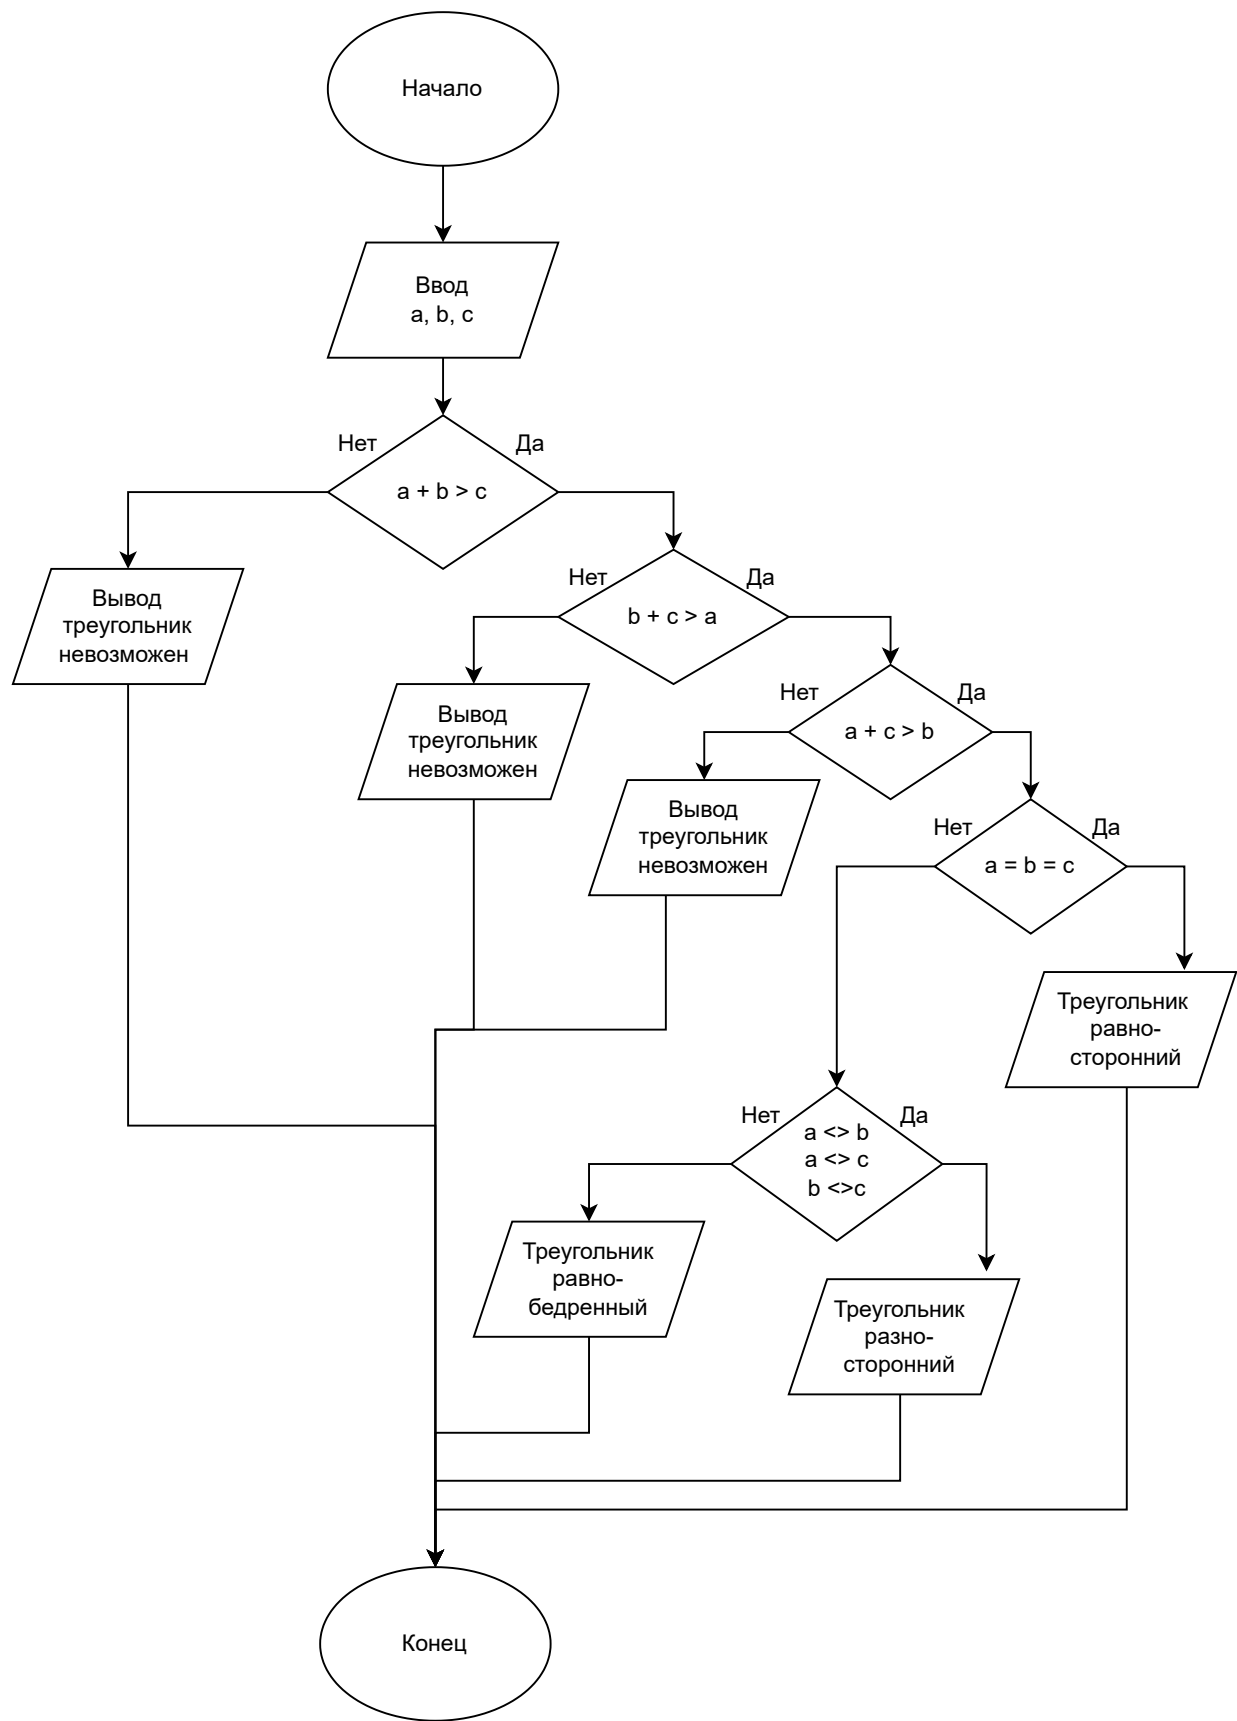 Начало
Ввод
a, b, c
Нет
Да
a + b > c
Вывод
треугольник
невозможен
Нет
Да
b + c > a
Вывод
треугольник
невозможен
Нет
Да
a + c > b
Вывод
треугольник
невозможен
Нет
Да
a = b = c
Треугольник
равно-
сторонний
Нет
Да
a <> b
a <> c
b <>c
Треугольник
равно-
бедренный
Треугольник
разно-
сторонний
Конец